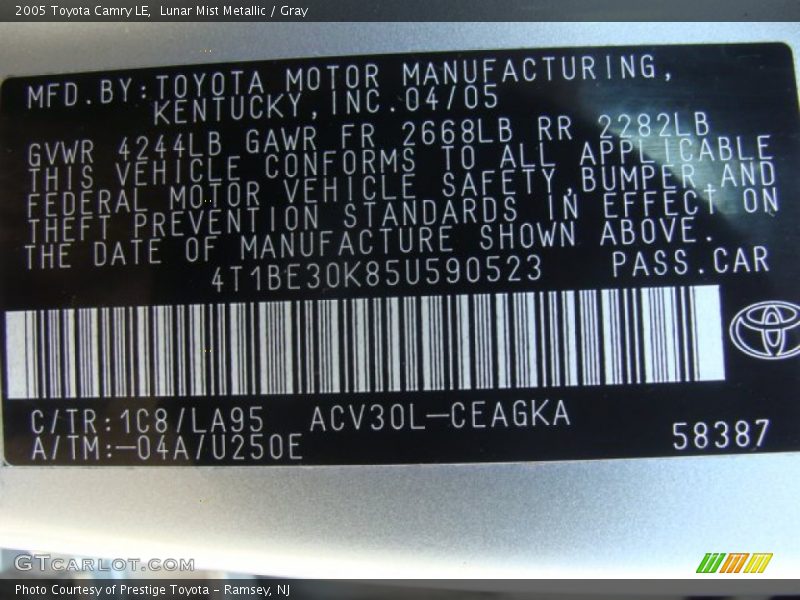 2005 Toyota Camry LE,  Lunar Mist Metallic / Gray
MFD.BY:TOYOTA MOTOR MANUFACTURING,
KENTUCKY,INC.04/05
GVWR 4244LB GAWR FR 2668LB RR 2282LB
THIS VEHICLE CONFORMS TO ALL APPLICABLE
FEDERAL MOTOR VEHICLE SAFETY,BUMPER,AND
THEFT PREVENTION STANDARDS IN EFFECT ON
THE DATE OF MANUFACTURE SHOWN ABOVE.
4T1BE30K85U590523 PASS.CAR
C/TR:1C8/LA95 ACV30L-CEAGKA
A/TM:-04A/U250E 58387
GTCARLOT.COM
Photo Courtesy of Prestige Toyota - Ramsey, NJ